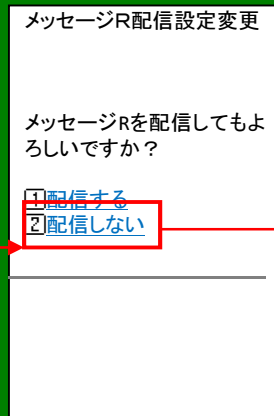 メッセージR配信設定変更
メッセージRを配信してもよ
ろしいですか？
1配信する
2配信しない